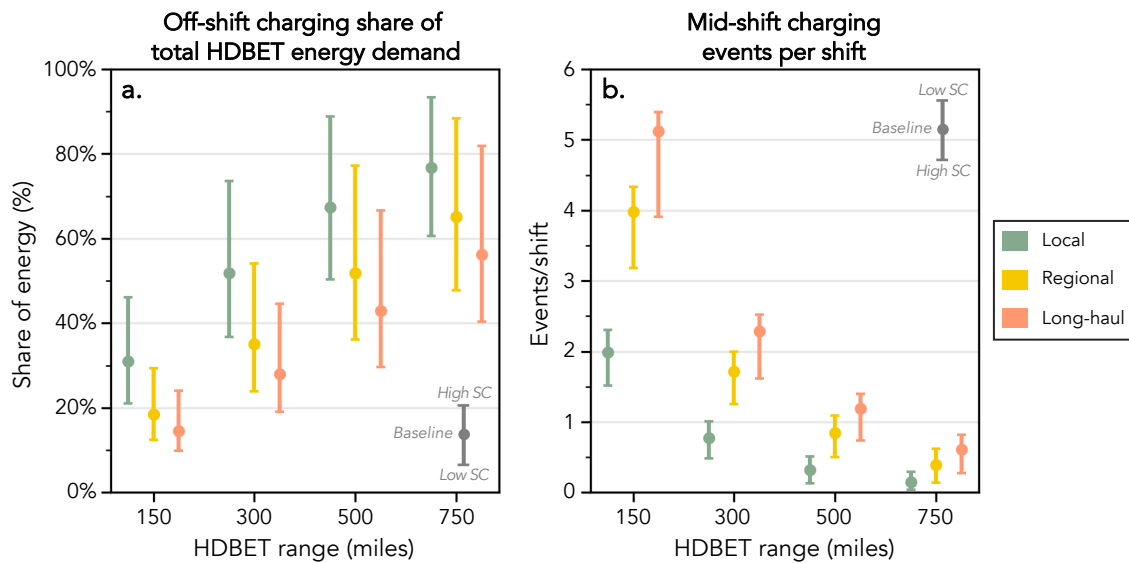 Off-shift charging share of
total HDBET energy demand
a.
Share of energy (%)
100%
80%
60%
40%
20%
0%
High SC
Baseline
Low SC
150 300 500 750
HDBET range (miles)
Mid-shift charging
events per shift
b.
Events/shift
6
5
4
3
2
1
0
Low SC
Baseline
High SC
150 300 500 750
HDBET range (miles)
Local
Regional
Long-haul